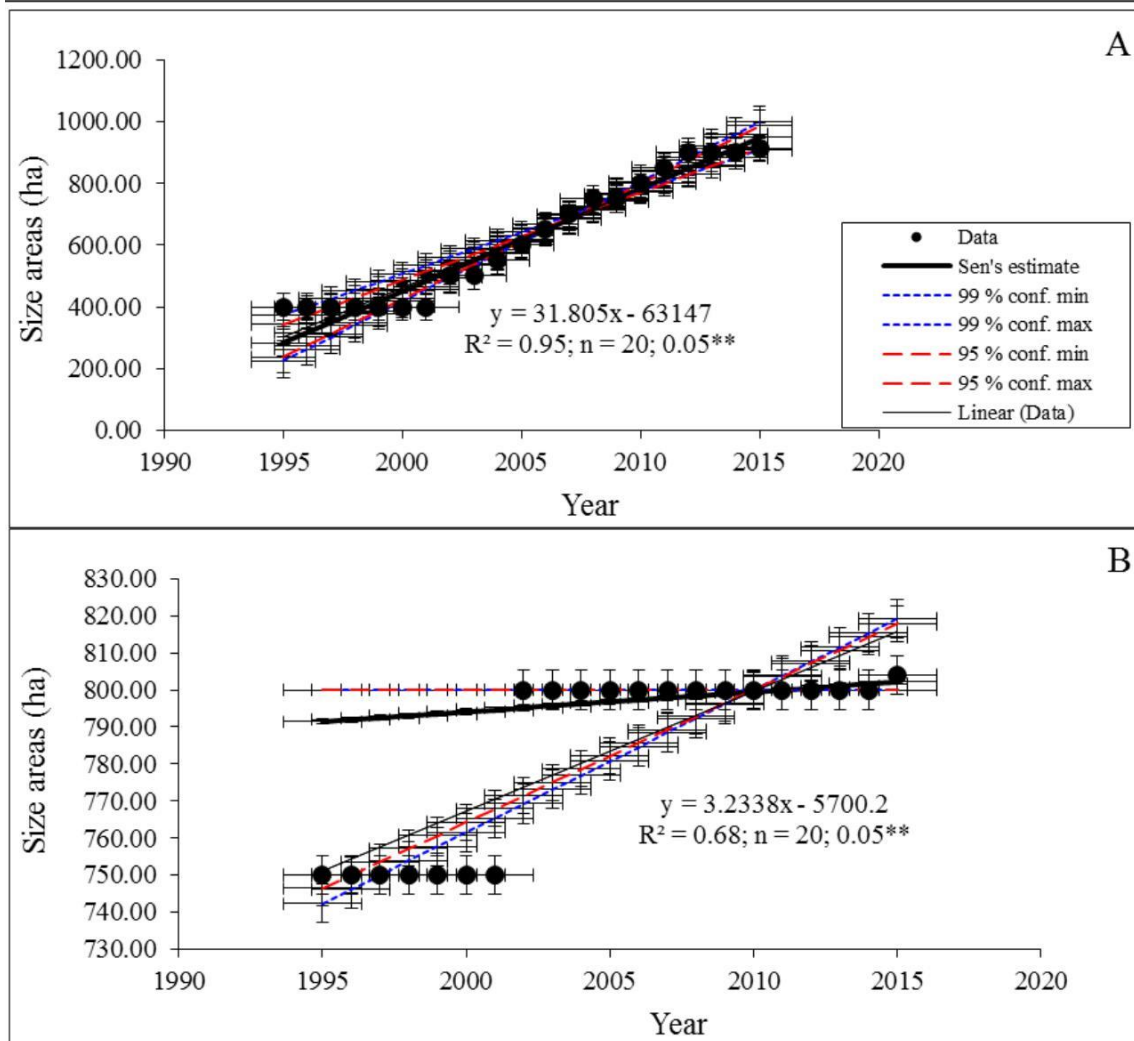 A
1200.00
1000.00
800.00
600.00
400.00
200.00
0.00
Size areas (ha)
1990
1995
2000
2005
2010
2015
2020
Year
y = 31.805x - 63147
R² = 0.95; n = 20; 0.05**
Data
Sen's estimate
99 % conf. min
99 % conf. max
95 % conf. min
95 % conf. max
Linear (Data)
B
830.00
820.00
810.00
800.00
790.00
780.00
770.00
760.00
750.00
740.00
730.00
Size areas (ha)
1990
1995
2000
2005
2010
2015
2020
Year
y = 3.2338x - 5700.2
R² = 0.68; n = 20; 0.05**